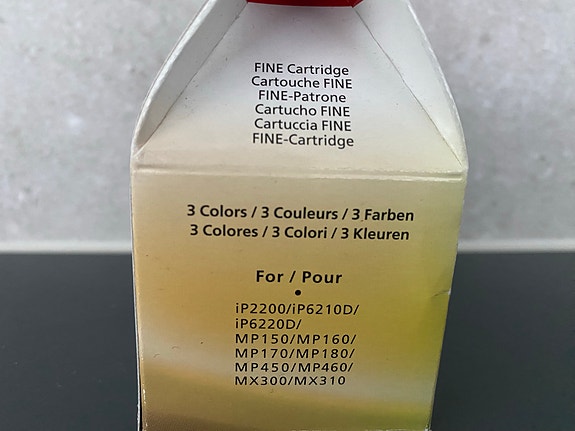 FINE Cartridge
Cartouche FINE
FINE-Patrone
Cartucho FINE
Cartuccia FINE
FINE-Cartridge
3 Colors / 3 Couleurs / 3 Farben
3 Colores / 3 Colori / 3 Kleuren
For / Pour
•
iP2200/iP6210D/
iP6220D/
MP150/MP160/
MP170/MP180/
MP450/MP460/
MX300/MX310